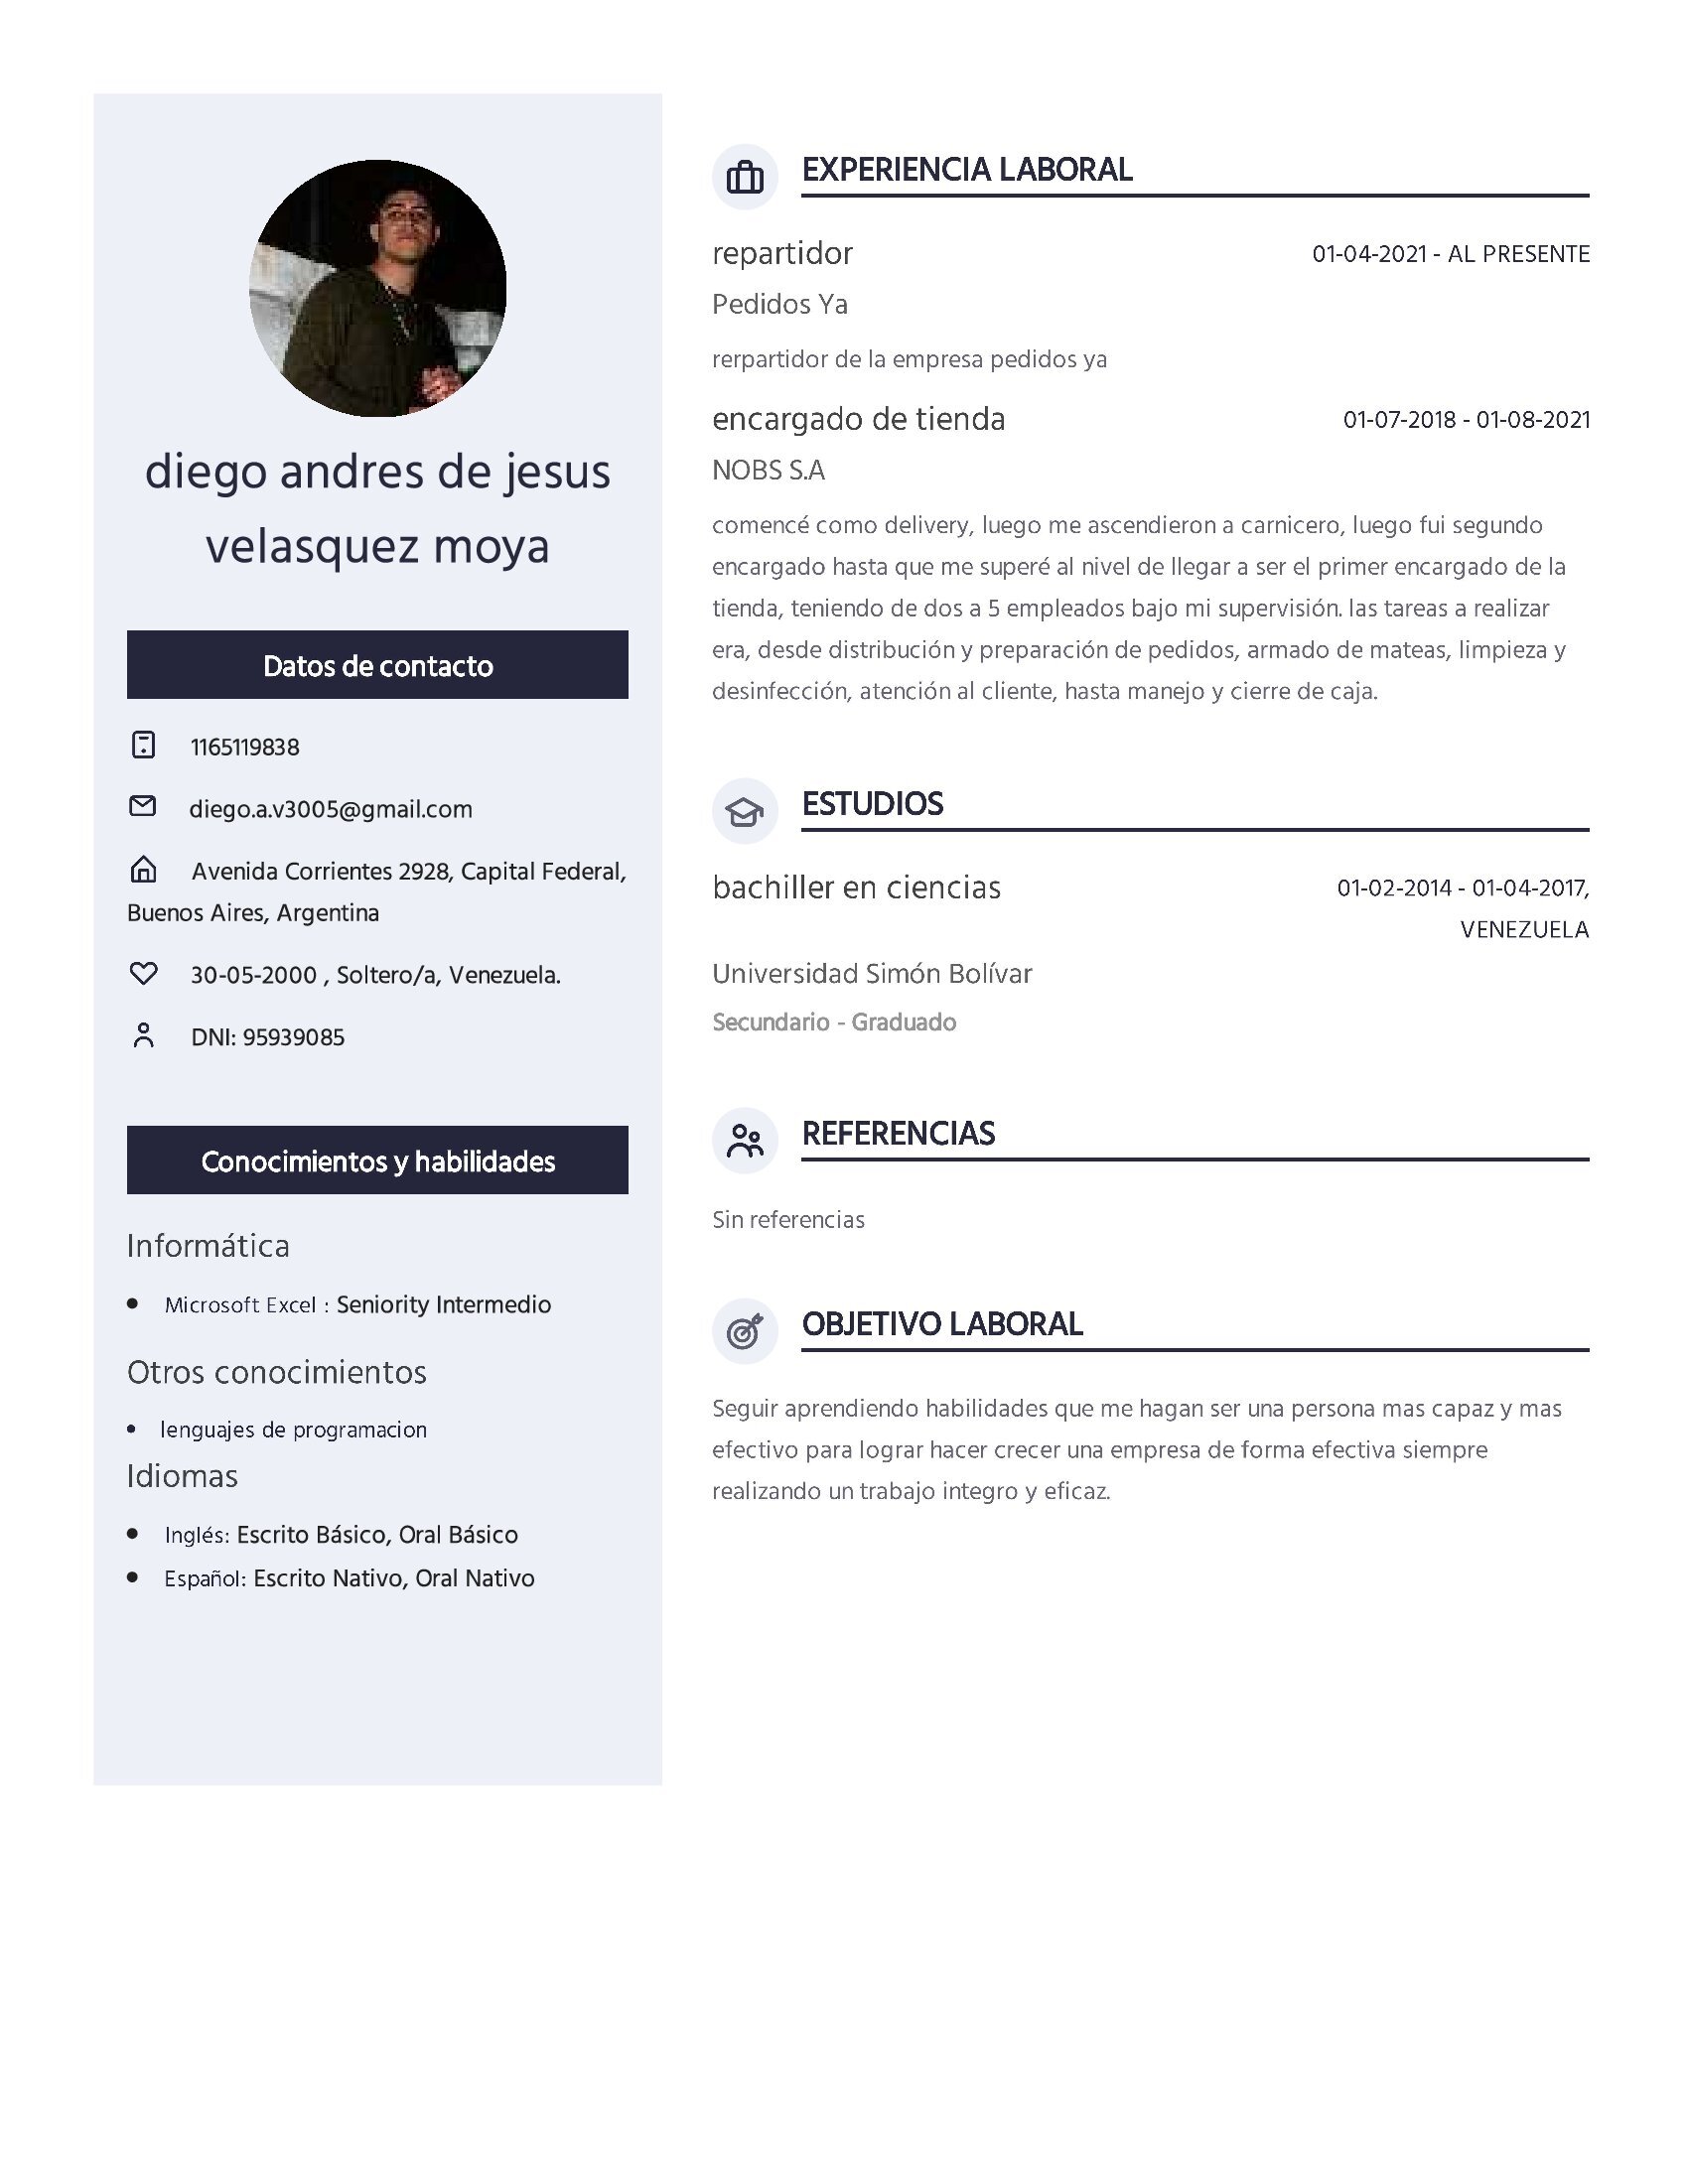 diego andres de jesus
velasquez moya
Datos de contacto
1165119838
diego.a.v3005@gmail.com
Avenida Corrientes 2928, Capital Federal,
Buenos Aires, Argentina
30-05-2000 , Soltero/a, Venezuela.
DNI: 95939085
Conocimientos y habilidades
Informática
• Microsoft Excel : Seniority Intermedio
Otros conocimientos
• lenguajes de programacion
Idiomas
• Inglés: Escrito Básico, Oral Básico
• Español: Escrito Nativo, Oral Nativo
EXPERIENCIA LABORAL
repartidor 01-04-2021 - AL PRESENTE
Pedidos Ya
rerpartidor de la empresa pedidos ya
encargado de tienda 01-07-2018 - 01-08-2021
NOBS S.A
comencé como delivery, luego me ascendieron a carnicero, luego fui segundo
encargado hasta que me superé al nivel de llegar a ser el primer encargado de la
tienda, teniendo de dos a 5 empleados bajo mi supervisión. las tareas a realizar
era, desde distribución y preparación de pedidos, armado de mateas, limpieza y
desinfección, atención al cliente, hasta manejo y cierre de caja.
ESTUDIOS
bachiller en ciencias 01-02-2014 - 01-04-2017,
VENEZUELA
Universidad Simón Bolívar
Secundario - Graduado
REFERENCIAS
Sin referencias
OBJETIVO LABORAL
Seguir aprendiendo habilidades que me hagan ser una persona mas capaz y mas
efectivo para lograr hacer crecer una empresa de forma efectiva siempre
realizando un trabajo integro y eficaz.